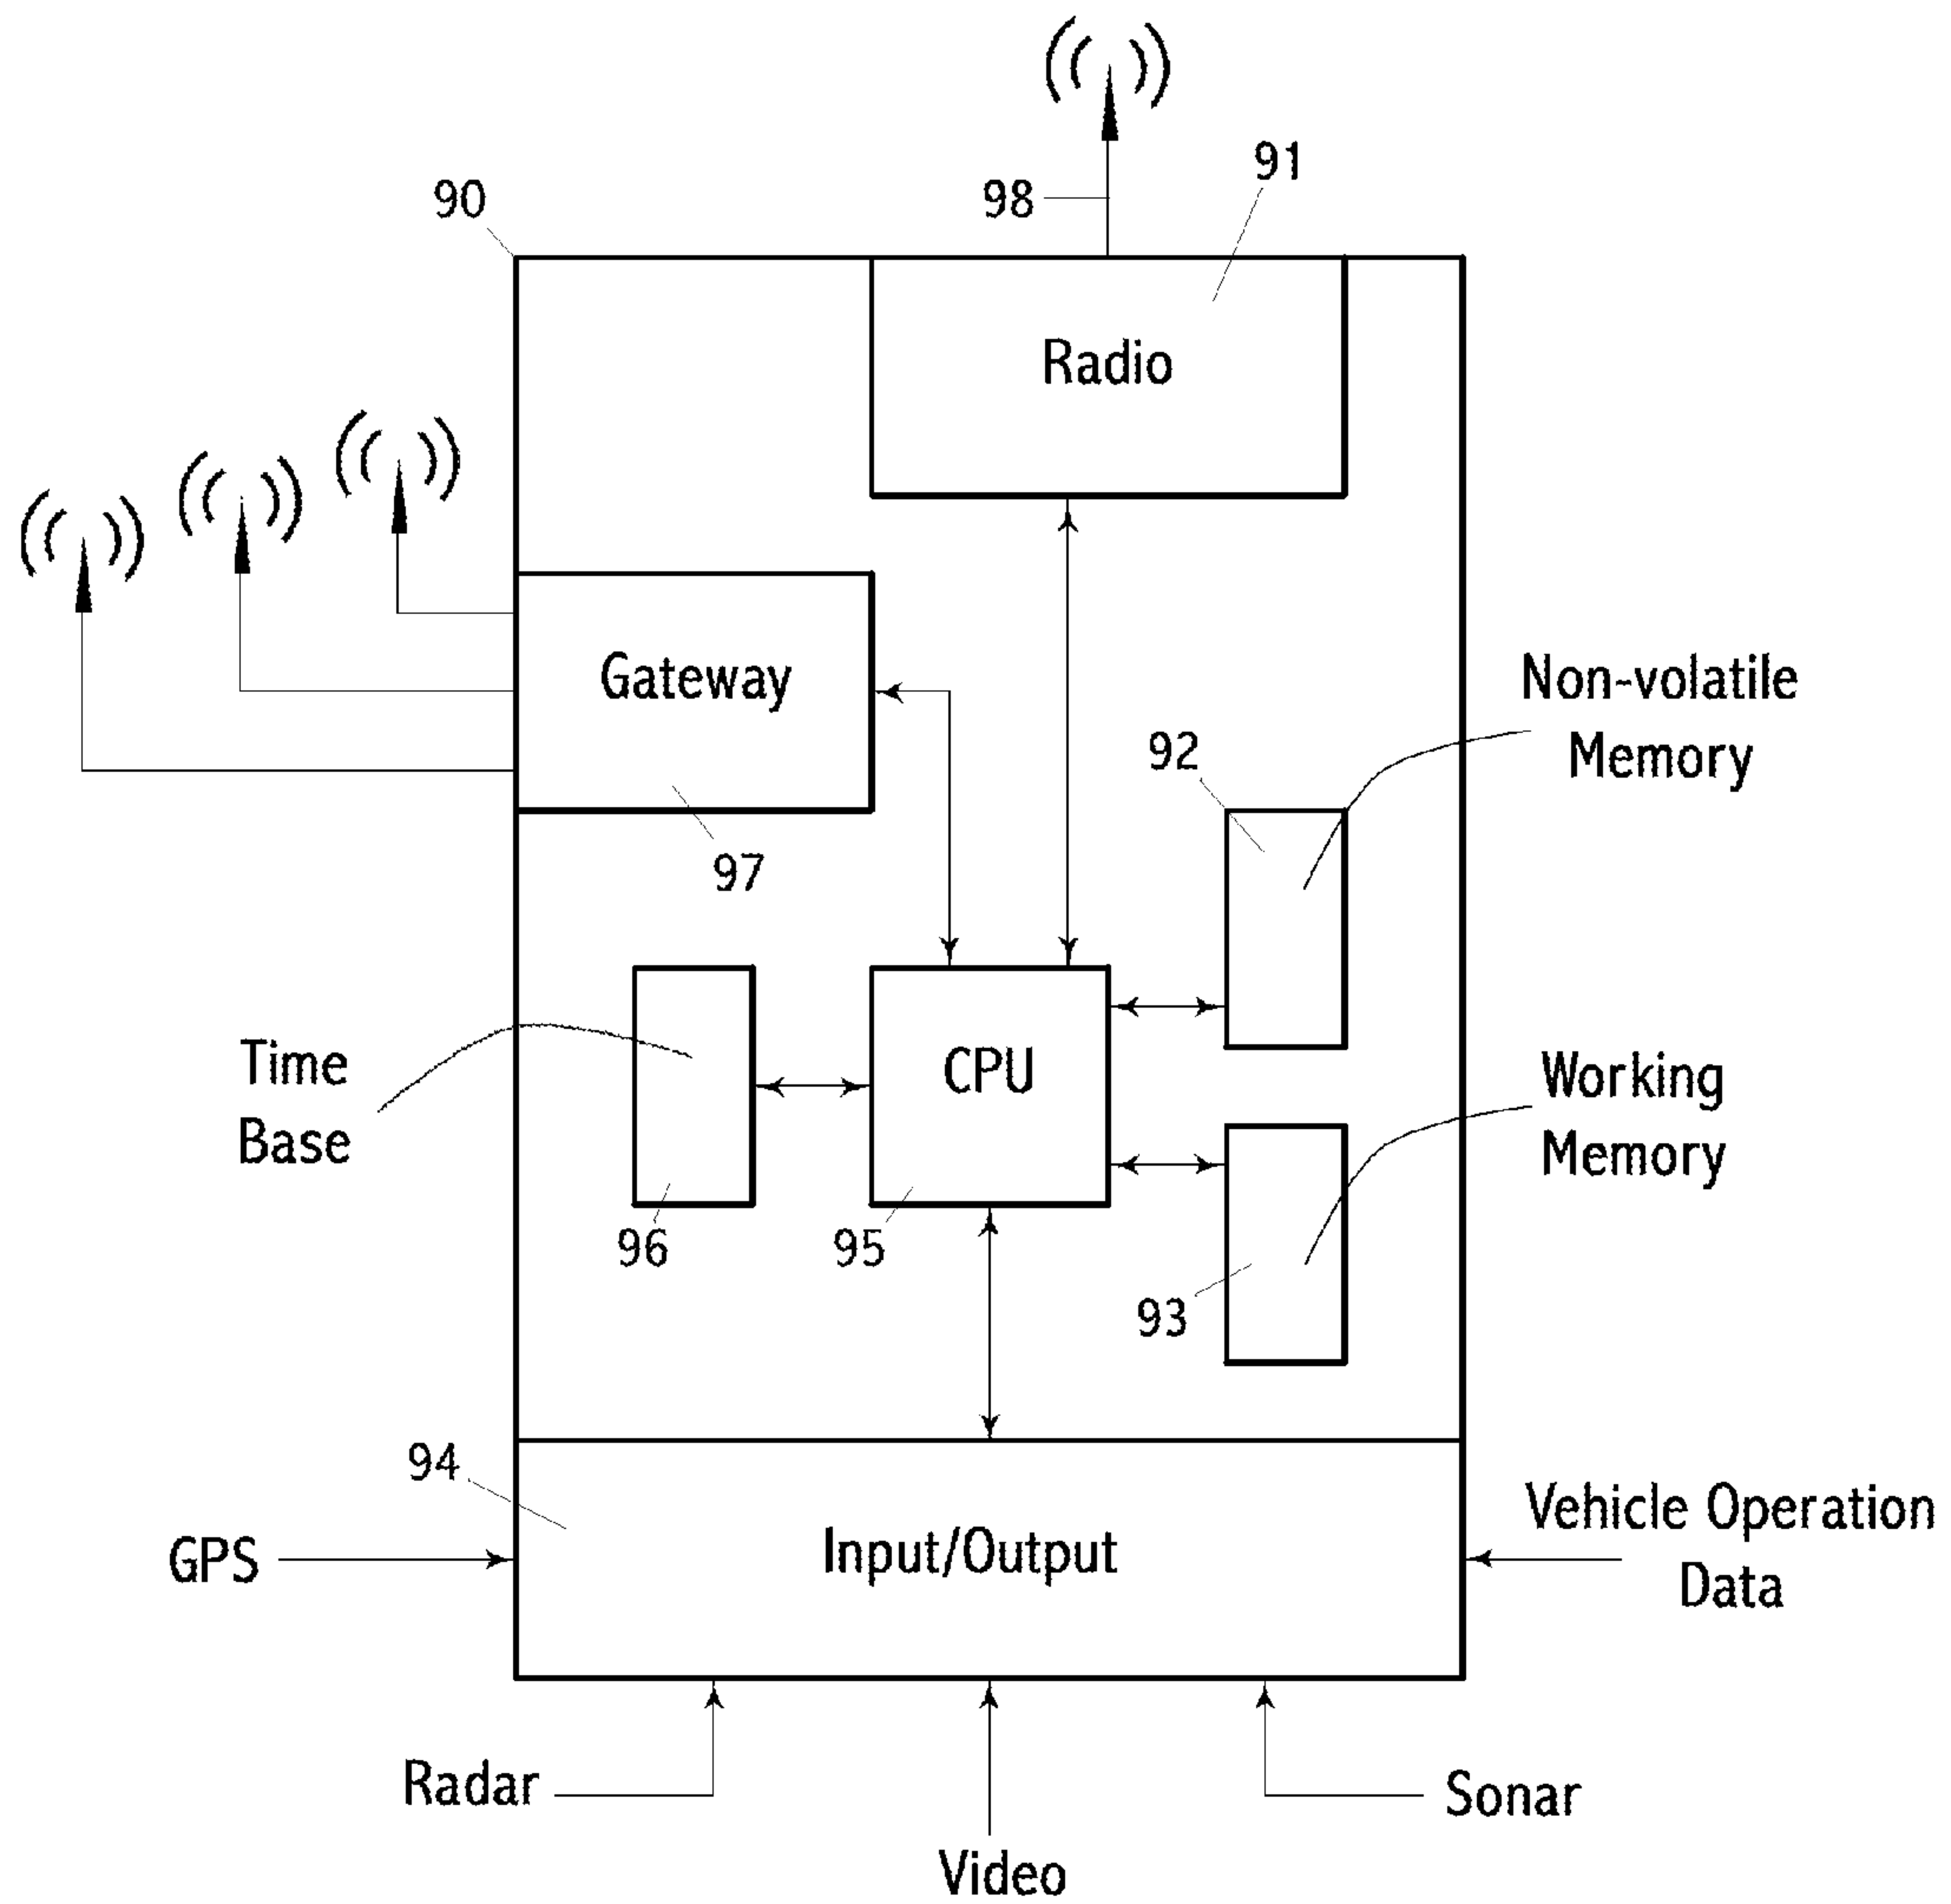 91
90
98
Radio
Gateway
Non-volatile
Memory
92
97
Time
Base
CPU
Working
Memory
96
95
93
94
GPS
Input/Output
Vehicle Operation
Data
Radar
Sonar
Video